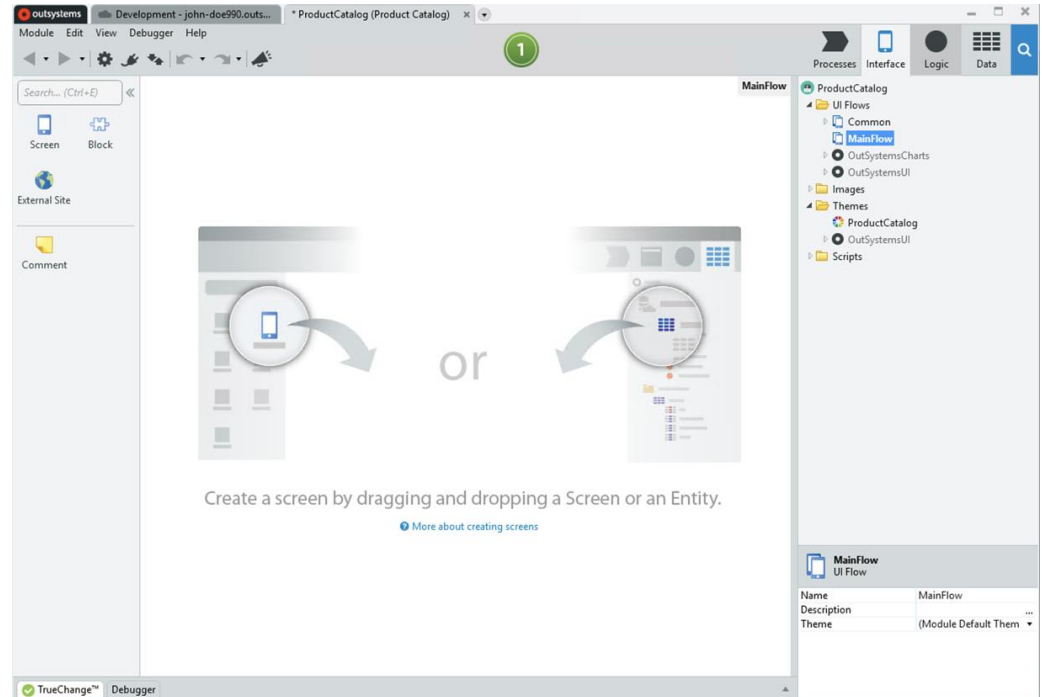 outsystems
Development - john-doe990.outs...
* ProductCatalog (Product Catalog)
Module Edit View Debugger Help
1
Processes Interface Logic Data
Search... (Ctrl+E)
Screen Block
External Site
Comment
MainFlow
or
Create a screen by dragging and dropping a Screen or an Entity.
More about creating screens
ProductCatalog
UI Flows
Common
MainFlow
OutSystemsCharts
OutSystemsUI
Images
Themes
ProductCatalog
OutSystemsUI
Scripts
MainFlow
UI Flow
Name MainFlow
Description ...
Theme (Module Default Them
TrueChange™ Debugger